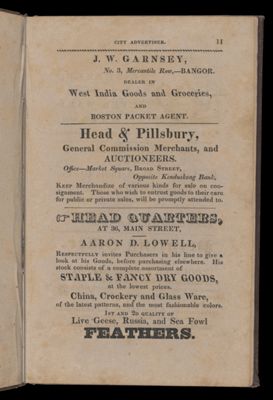 CITY ADVERTISER. 11
J. W. GARNSEY,
No. 3, Mercantile Row,—BANGOR.
DEALER IN
West India Goods and Groceries,
AND
BOSTON PACKET AGENT.
Head & Pillsbury,
General Commission Merchants, and
AUCTIONEERS.
Office—Market Square, BROAD STREET,
Opposite Kenduskeag Bank,
KEEP Merchandize of various kinds for sale on con-
signment. Those who wish to entrust goods to their care
for public or private sales, will be promptly attended to.
☞HEAD QUARTERS,
AT 36, MAIN STREET,
AARON D. LOWELL,
RESPECTFULLY invites Purchasers in his line to give a
look at his Goods, before purchasing elsewhere. His
stock consists of a complete assortment of
STAPLE & FANCY DRY GOODS,
at the lowest prices.
China, Crockery and Glass Ware,
of the latest patterns, and the most fashionable colors.
1ST AND 2D QUALITY OF
Live Geese, Russia, and Sea Fowl
FEATHERS.